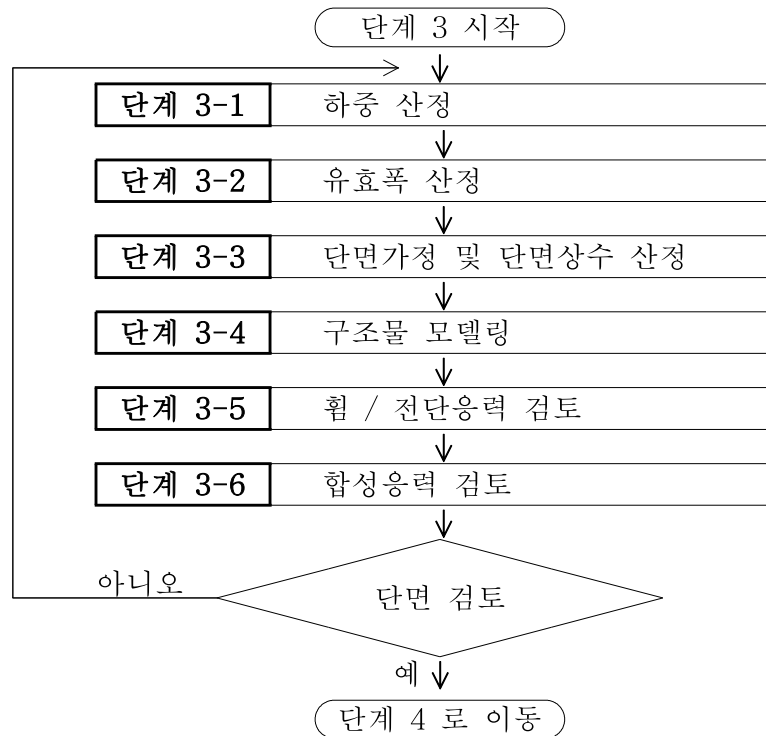 단계 3 시작
단계 3-1 하중 산정
단계 3-2 유효폭 산정
단계 3-3 단면가정 및 단면상수 산정
단계 3-4 구조물 모델링
단계 3-5 휨 / 전단응력 검토
단계 3-6 합성응력 검토
아니오
단면 검토
예
단계 4 로 이동